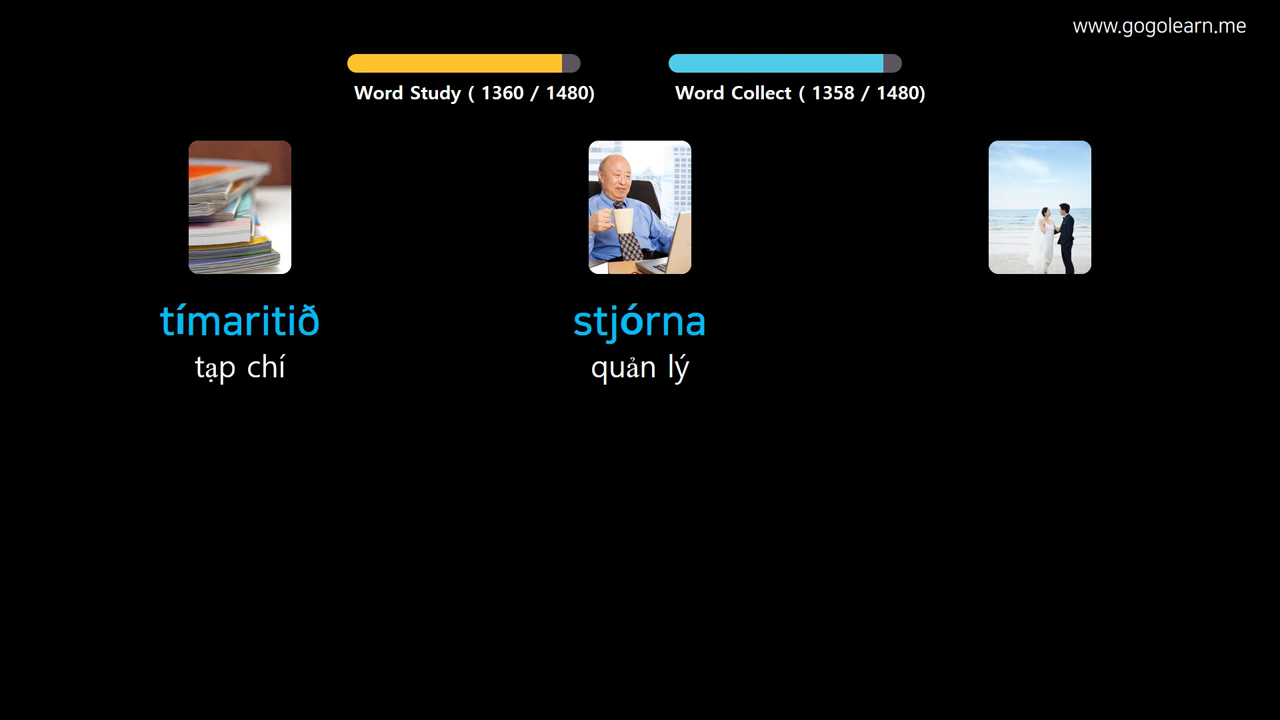 www.gogolearn.me
Word Study ( 1360 / 1480)
Word Collect ( 1358 / 1480)
tímaritið
stjórna
tạp chí
quản lý